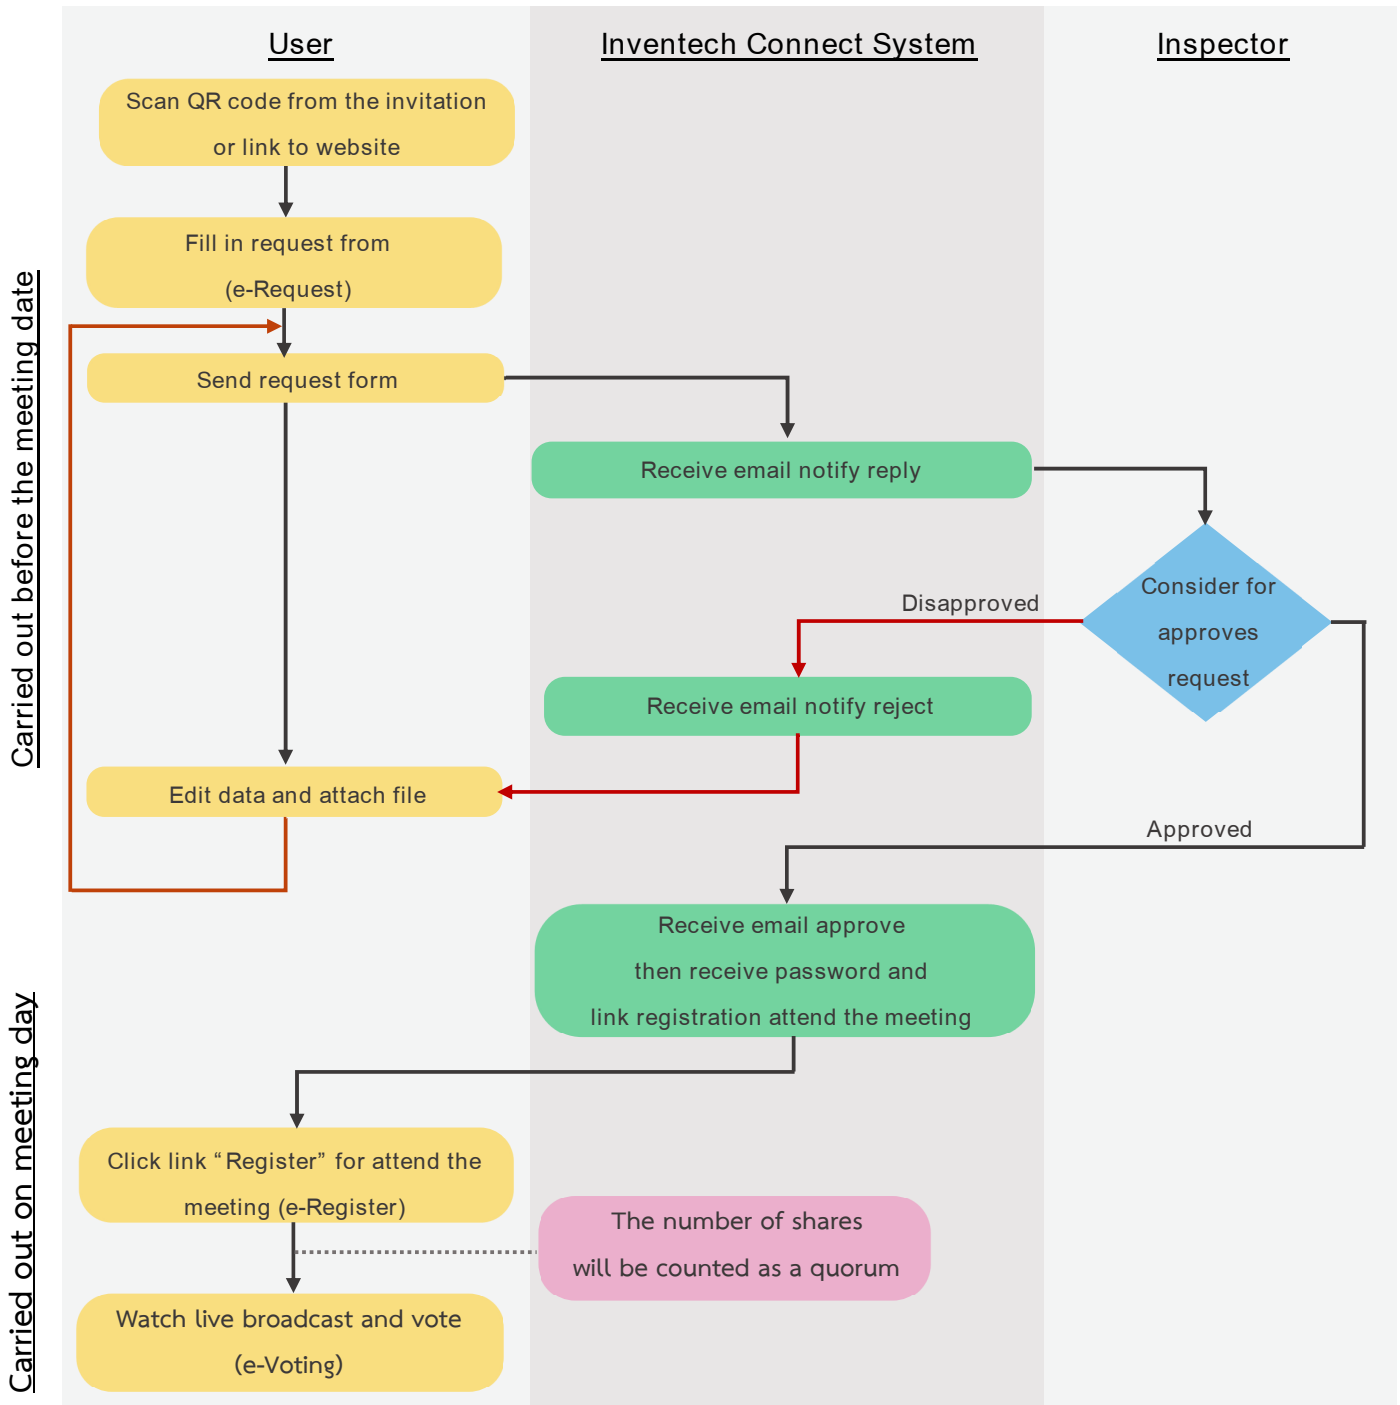 User
Inventech Connect System
Inspector
Carried out before the meeting date
Scan QR code from the invitation
or link to website
Fill in request from
(e-Request)
Send request form
Receive email notify reply
Consider for
approves
request
Disapproved
Receive email notify reject
Edit data and attach file
Approved
Receive email approve
then receive password and
link registration attend the meeting
Carried out on meeting day
Click link “Register” for attend the
meeting (e-Register)
The number of shares
will be counted as a quorum
Watch live broadcast and vote
(e-Voting)